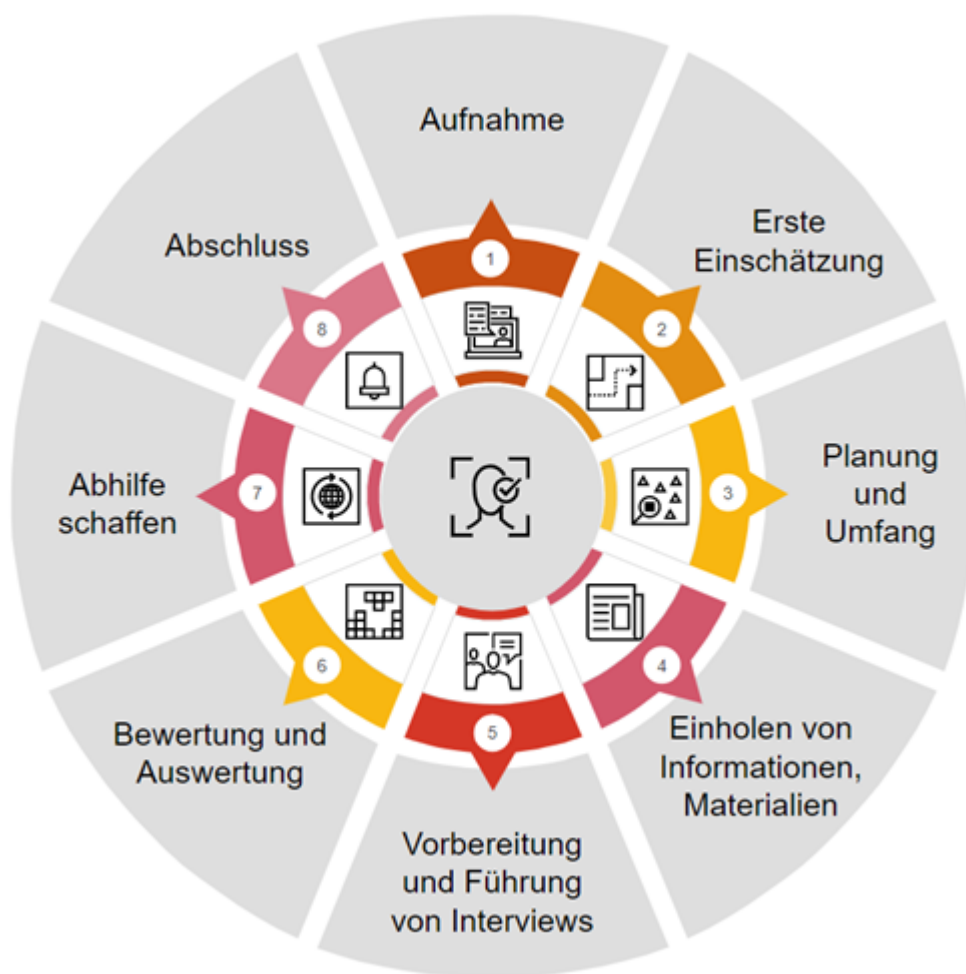 Aufnahme
1
Erste
Einschätzung
2
Planung
und
Umfang
3
Einholen von
Informationen,
Materialien
4
Vorbereitung
und Führung
von Interviews
5
Bewertung und
Auswertung
6
Abhilfe
schaffen
7
Abschluss
8